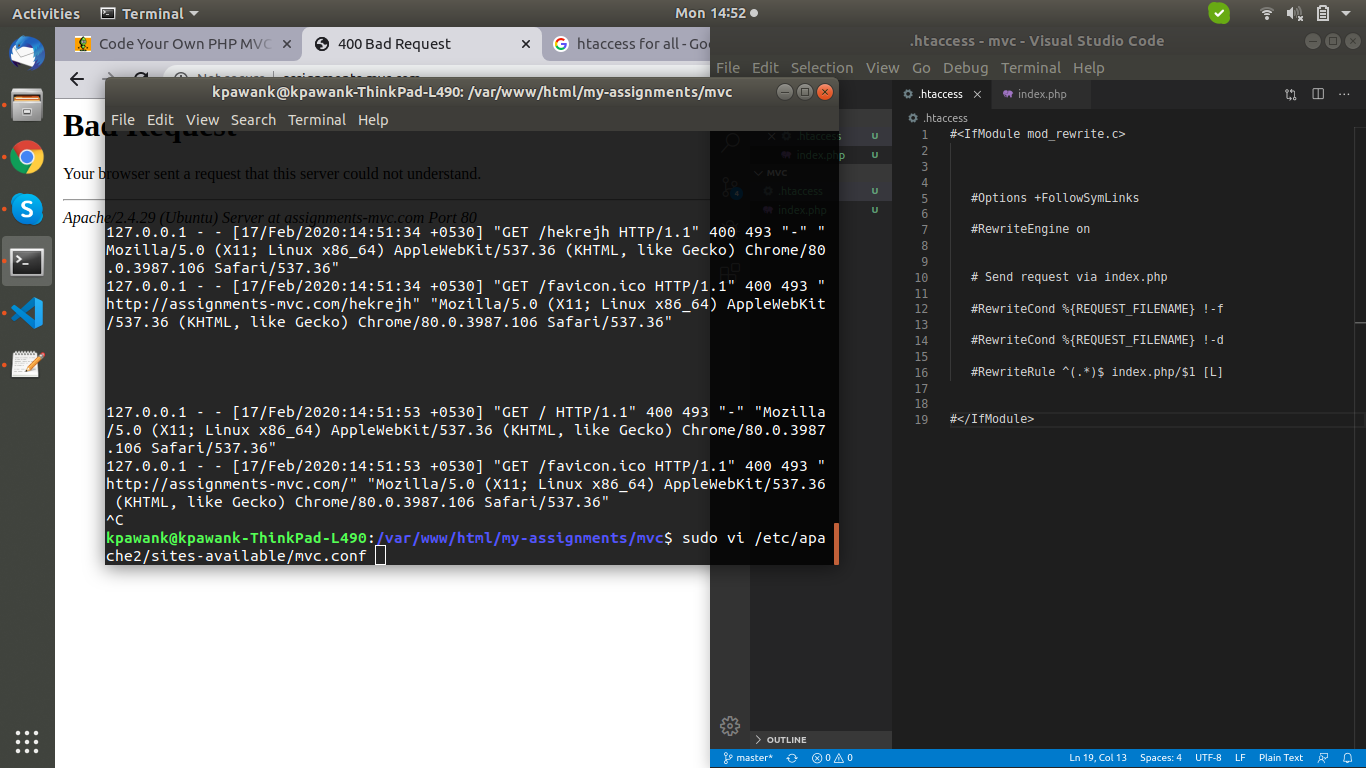 Activities
Terminal
Mon 14:52
Code Your Own PHP MVC
400 Bad Request
htaccess for all - Goo
.htaccess - mvc - Visual Studio Code
File Edit Selection View Go Debug Terminal Help
kpawank@kpawank-ThinkPad-L490: /var/www/html/my-assignments/mvc
File Edit View Search Terminal Help
Bad Request
Your browser sent a request that this server could not understand.
Apache/2.4.29 (Ubuntu) Server at assignments-mvc.com Port 80
127.0.0.1 - - [17/Feb/2020:14:51:34 +0530] "GET /hekrejh HTTP/1.1" 400 493 "-" "
Mozilla/5.0 (X11; Linux x86_64) AppleWebKit/537.36 (KHTML, like Gecko) Chrome/80
.0.3987.106 Safari/537.36"
127.0.0.1 - - [17/Feb/2020:14:51:34 +0530] "GET /favicon.ico HTTP/1.1" 400 493 "
http://assignments-mvc.com/hekrejh" "Mozilla/5.0 (X11; Linux x86_64) AppleWebKit
/537.36 (KHTML, like Gecko) Chrome/80.0.3987.106 Safari/537.36"
127.0.0.1 - - [17/Feb/2020:14:51:53 +0530] "GET / HTTP/1.1" 400 493 "-" "Mozilla
/5.0 (X11; Linux x86_64) AppleWebKit/537.36 (KHTML, like Gecko) Chrome/80.0.3987
.106 Safari/537.36"
127.0.0.1 - - [17/Feb/2020:14:51:53 +0530] "GET /favicon.ico HTTP/1.1" 400 493 "
http://assignments-mvc.com/" "Mozilla/5.0 (X11; Linux x86_64) AppleWebKit/537.36
(KHTML, like Gecko) Chrome/80.0.3987.106 Safari/537.36"
^C
kpawank@kpawank-ThinkPad-L490:/var/www/html/my-assignments/mvc$ sudo vi /etc/apa
che2/sites-available/mvc.conf
.htaccess U
index.php U
MVC
.htaccess U
index.php U
OUTLINE
.htaccess
index.php
.htaccess
1 #<IfModule mod_rewrite.c>
2
3
4
5 #Options +FollowSymLinks
6
7 #RewriteEngine on
8
9
10 # Send request via index.php
11
12 #RewriteCond %{REQUEST_FILENAME} !-f
13
14 #RewriteCond %{REQUEST_FILENAME} !-d
15
16 #RewriteRule ^(.*)$ index.php/$1 [L]
17
18
19 #</IfModule>
master* 0 0 Ln 19, Col 13 Spaces: 4 UTF-8 LF Plain Text